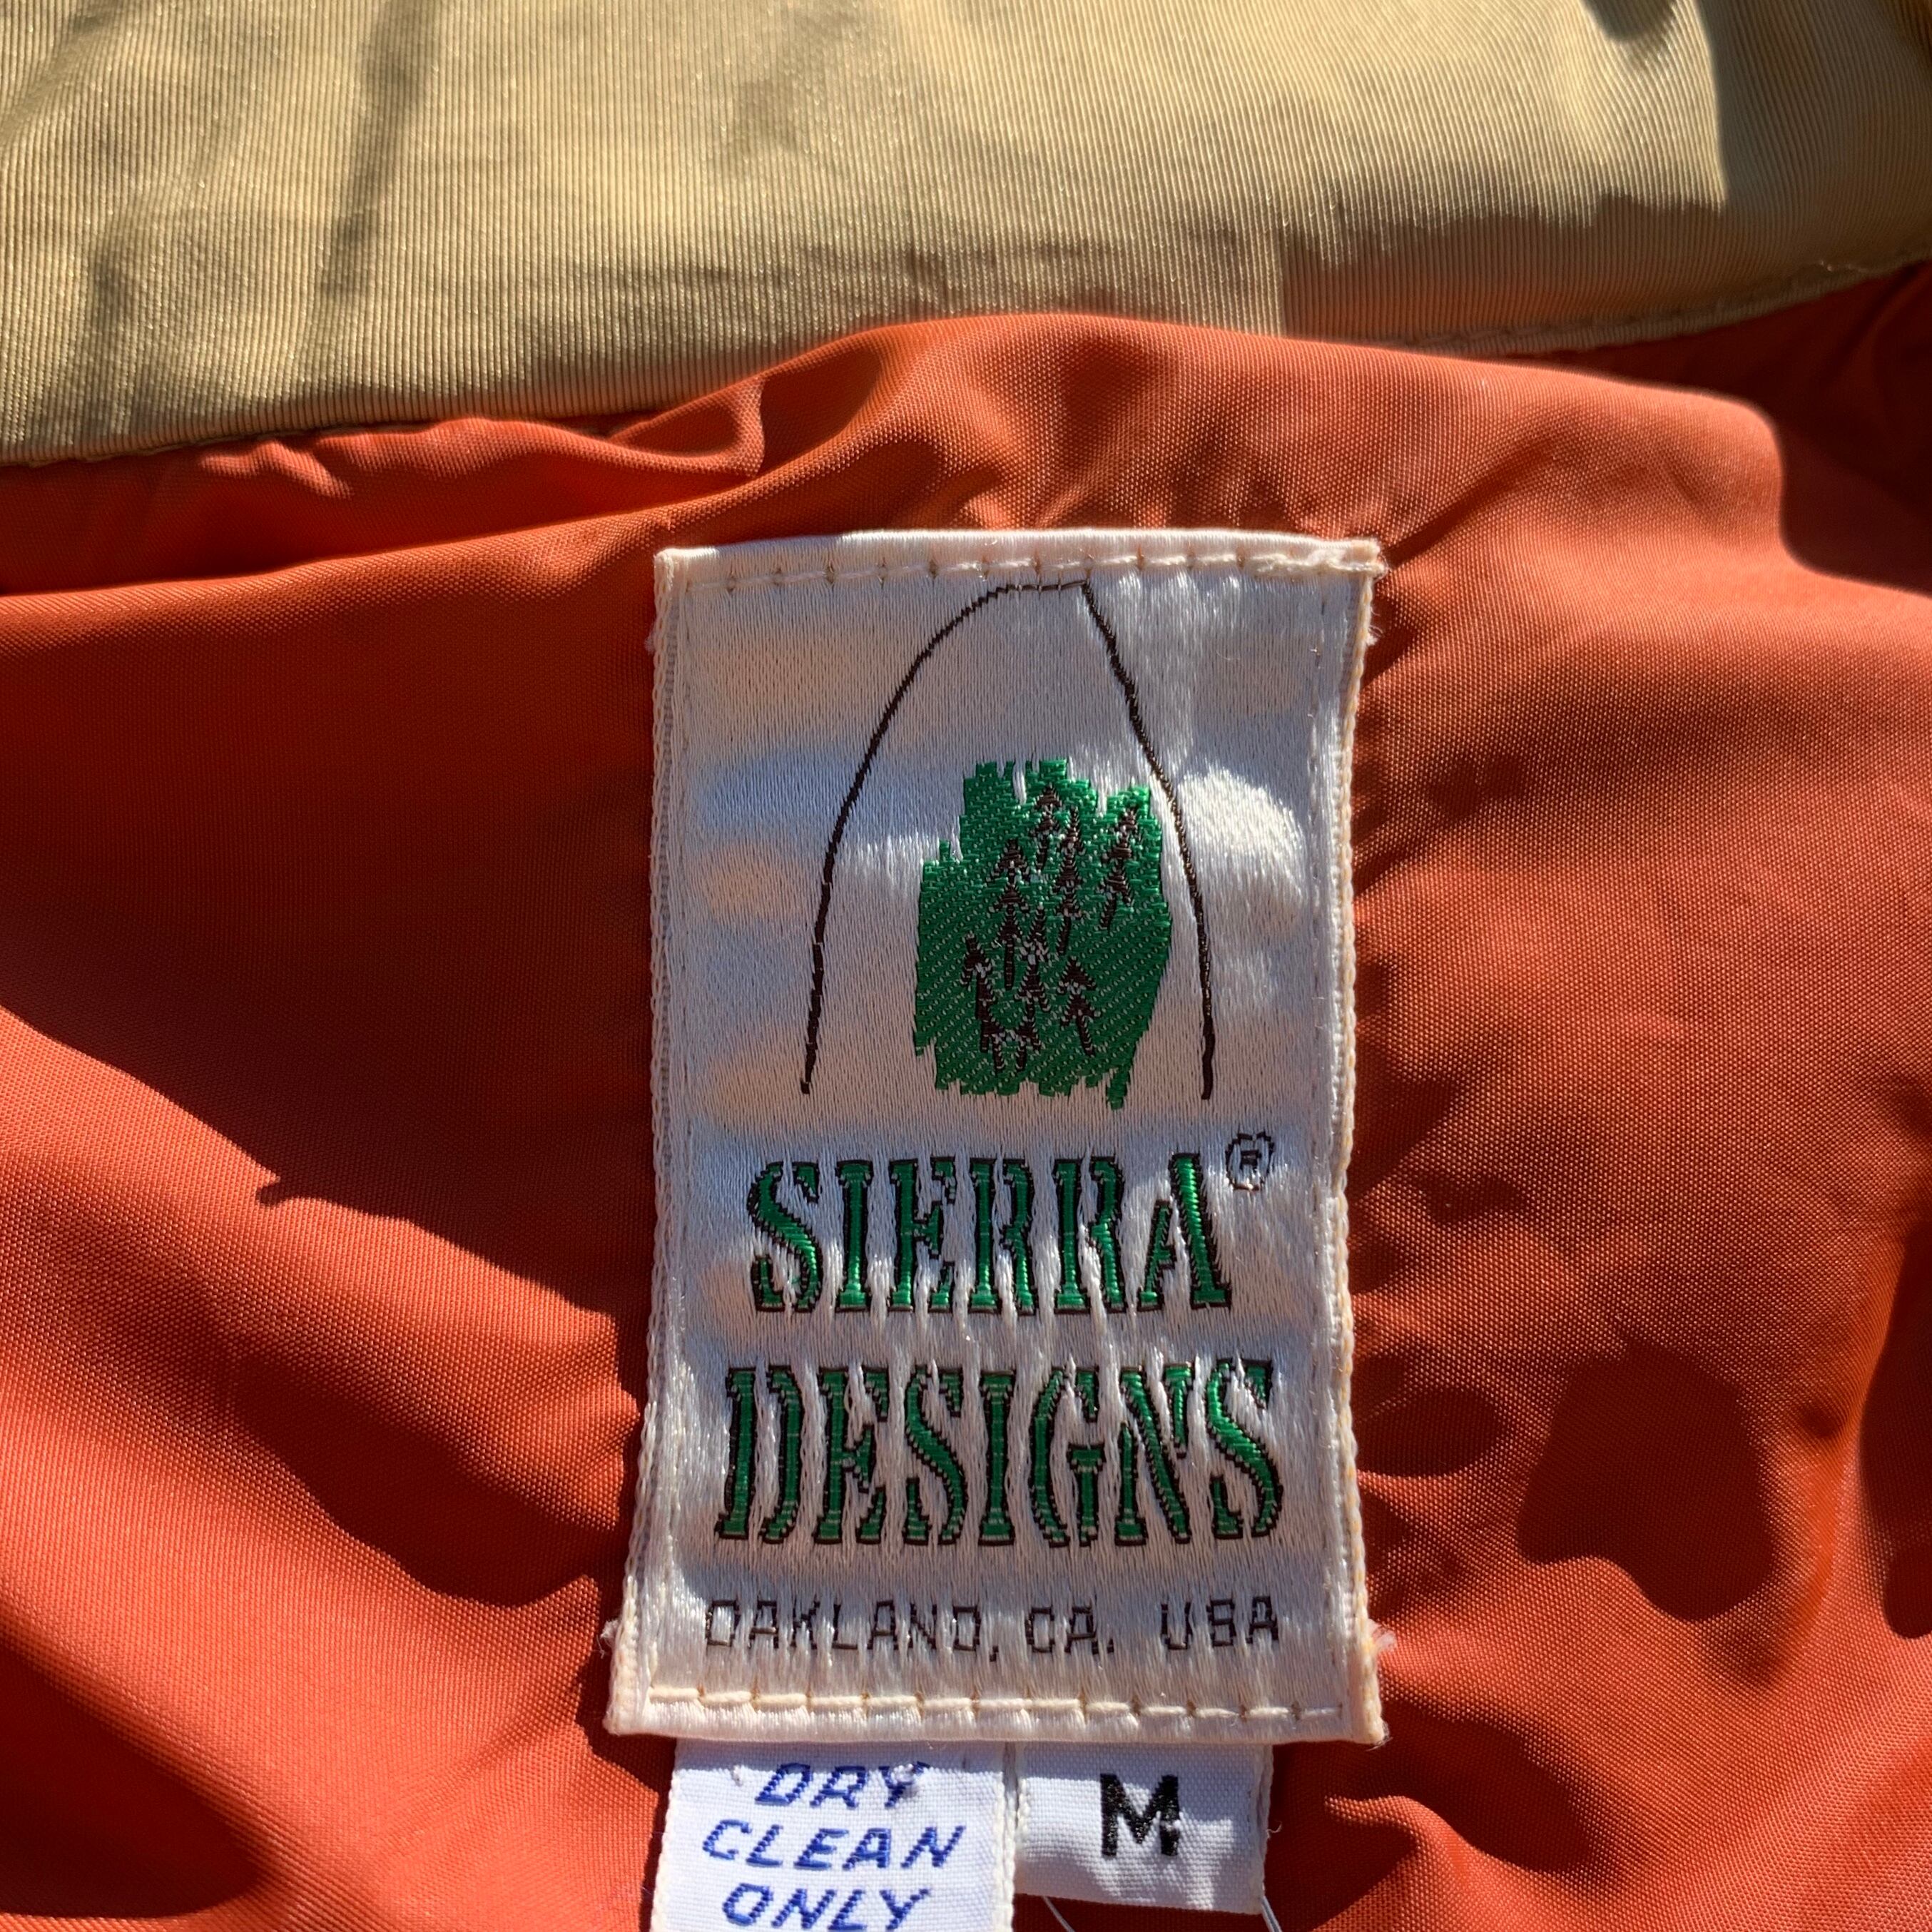 SIERRA®
DESIGNS
OAKLAND, CA. USA
DRY
CLEAN
ONLY
M